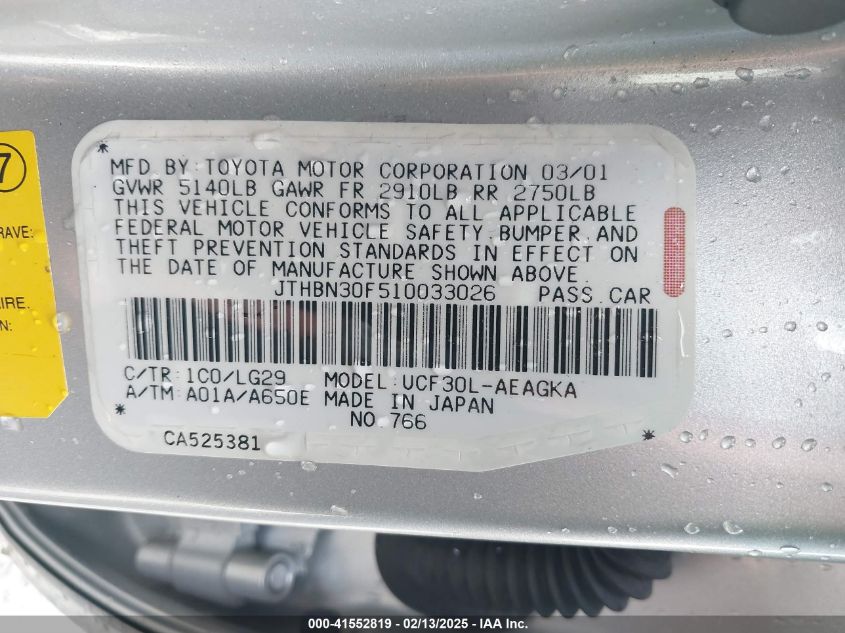 7
RAVE:
IRE.
N:
MFD. BY: TOYOTA MOTOR CORPORATION 03/01
GVWR 5140LB GAWR FR 2910LB RR 2750LB
THIS VEHICLE CONFORMS TO ALL APPLICABLE
FEDERAL MOTOR VEHICLE SAFETY, BUMPER, AND
THEFT PREVENTION STANDARDS IN EFFECT ON
THE DATE OF MANUFACTURE SHOWN ABOVE.
JTHBN30F510033026 PASS. CAR
C/TR: 1C0/LG29 MODEL: UCF30L-AEAGKA
A/TM: A01A/A650E MADE IN JAPAN
NO. 766
CA525381
000-41552819 - 02/13/2025 - IAA Inc.